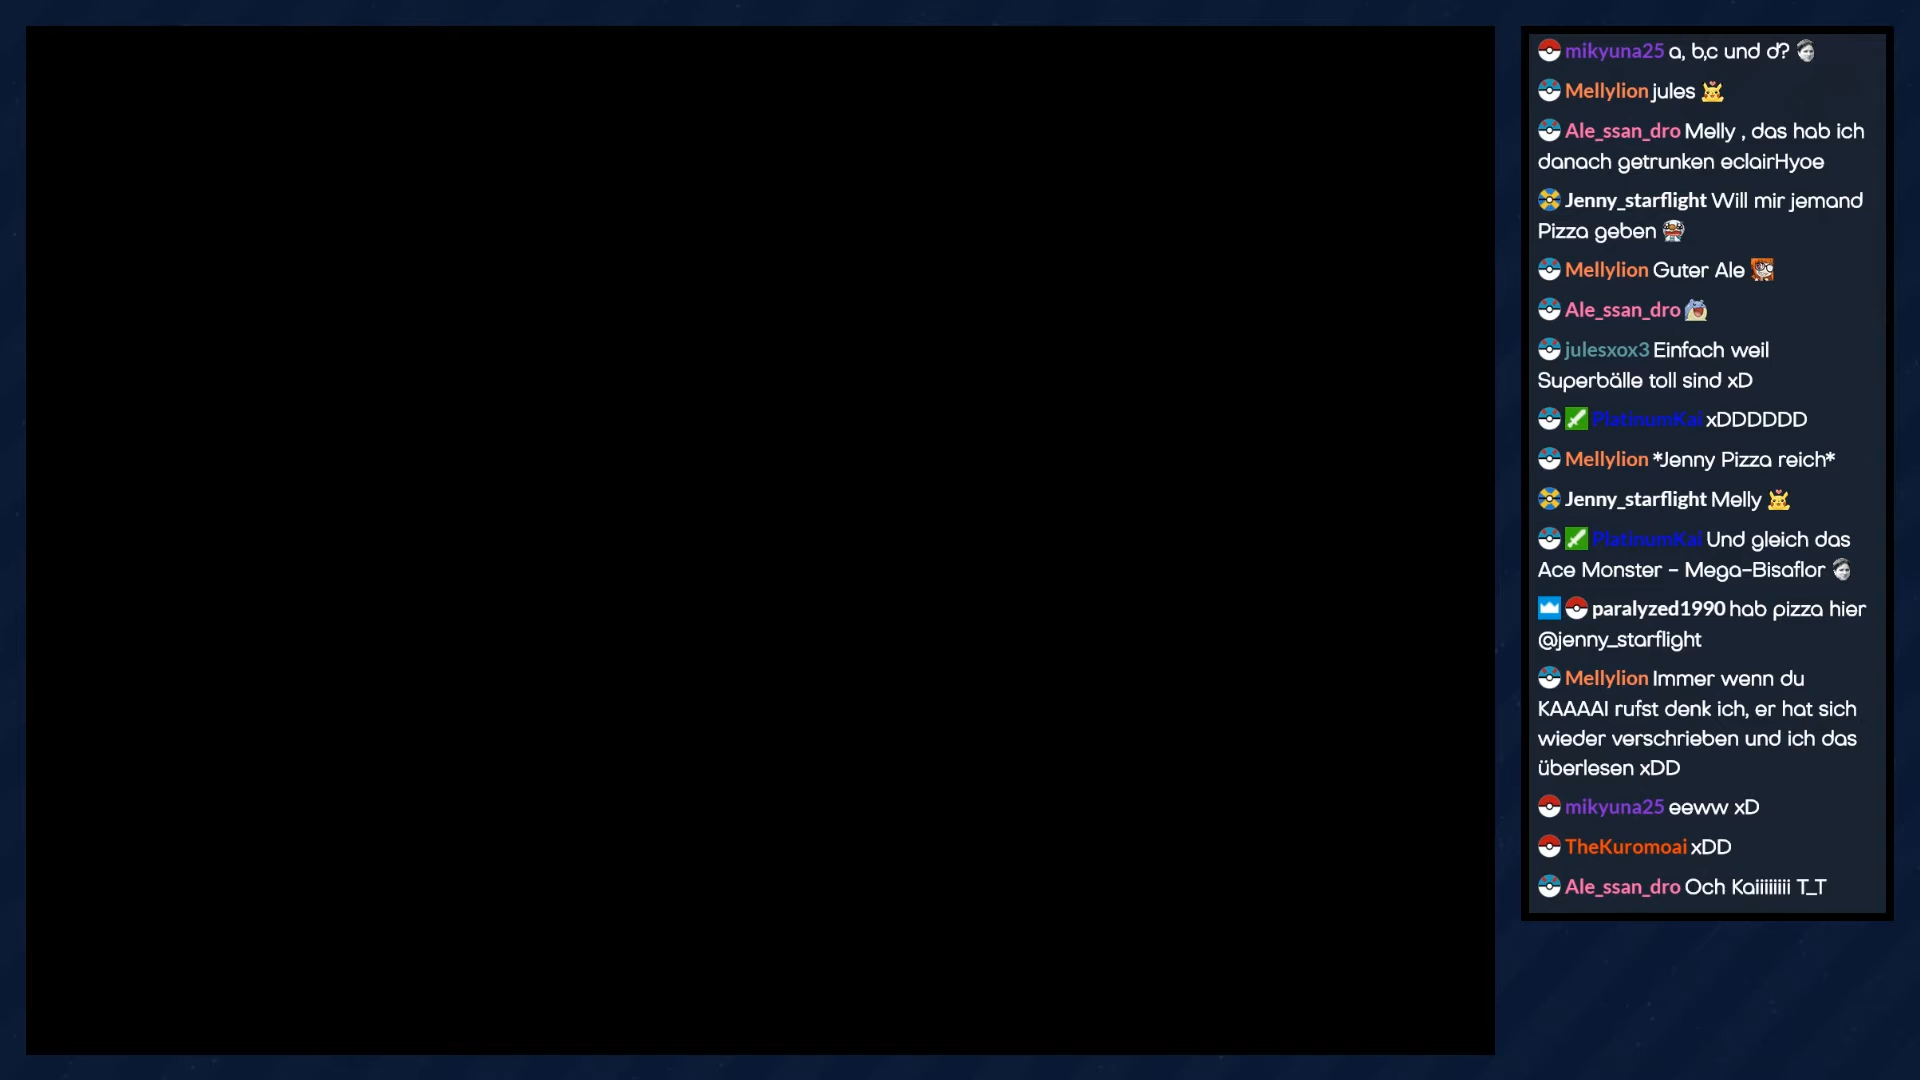 mikyuna25 a, b,c und d?
Mellylion jules
Ale_ssan_dro Melly , das hab ich
danach getrunken eclairHyoe
Jenny_starflight Will mir jemand
Pizza geben
Mellylion Guter Ale
Ale_ssan_dro
julesxox3 Einfach weil
Superbälle toll sind xD
PlatinumKai xDDDDDD
Mellylion *Jenny Pizza reich*
Jenny_starflight Melly
PlatinumKai Und gleich das
Ace Monster - Mega-Bisaflor
paralyzed1990 hab pizza hier
@jenny_starflight
Mellylion Immer wenn du
KAAAAI rufst denk ich, er hat sich
wieder verschrieben und ich das
überlesen xDD
mikyuna25 eeww xD
TheKuromoai xDD
Ale_ssan_dro Och Kaiiiiiiii T_T